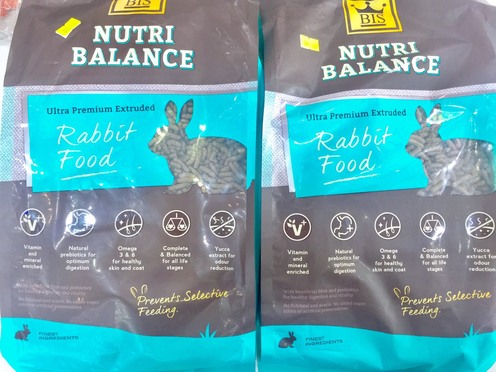 BIS
NUTRI
BALANCE
Ultra Premium Extruded
Rabbit
Food
Vitamin
and
mineral
enriched
Natural
prebiotics for
optimum
digestion
Omega
3 & 6
for healthy
skin and coat
Complete
& Balanced
for all life
stages
Yucca
extract for
odour
reduction
Prevents Selective
Feeding.
FINEST
INGREDIENTS
BIS
NUTRI
BALANCE
Ultra Premium Extruded
Rabbit
Food
Vitamin
and
mineral
enriched
Natural
prebiotics for
optimum
digestion
Omega
3 & 6
for healthy
skin and coat
Complete
& Balanced
for all life
stages
Yucca
extract for
odour
reduction
Prevents Selective
Feeding.
FINEST
INGREDIENTS